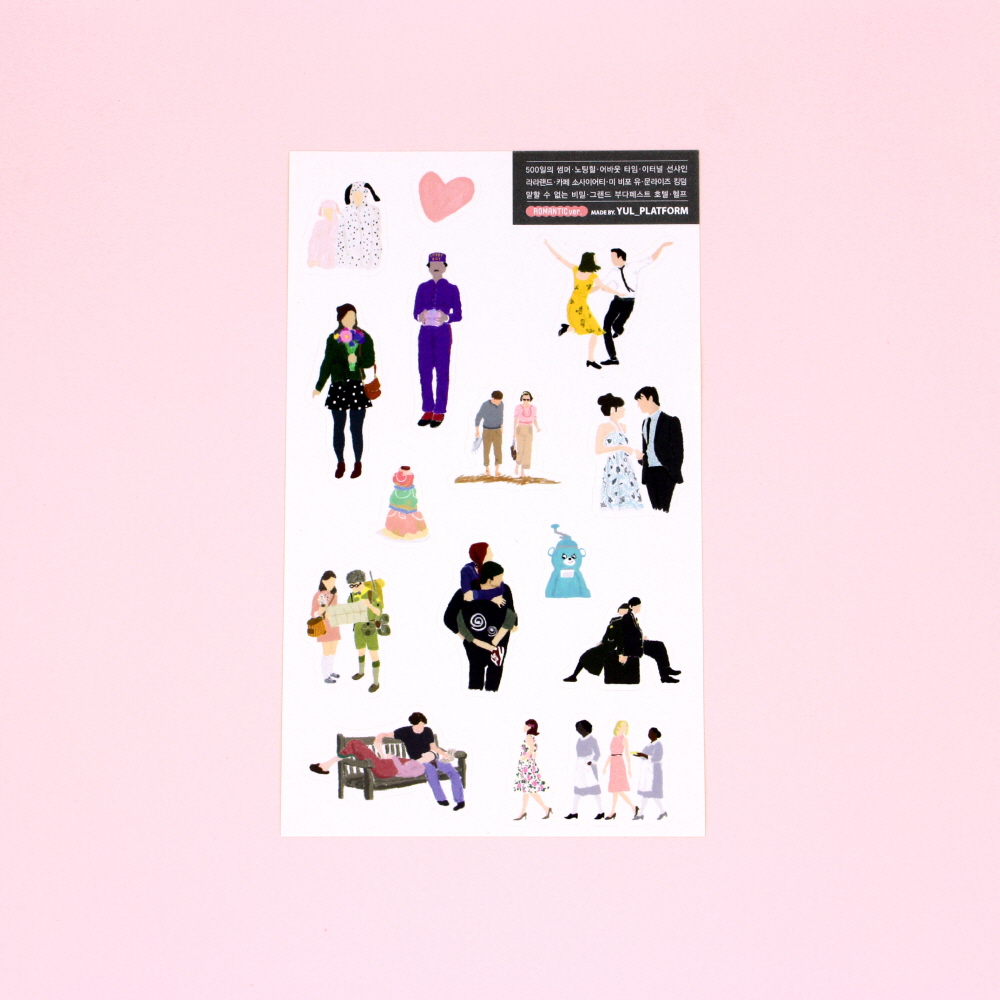 500일의 썸머·노팅힐·어바웃 타임·이터널 선샤인
라라랜드·카페 소사이어티·미 비포 유·문라이즈 킹덤
말할 수 없는 비밀·그랜드 부다페스트 호텔·헬프
ROMANTIC ver. MADE BY. YUL_PLATFORM